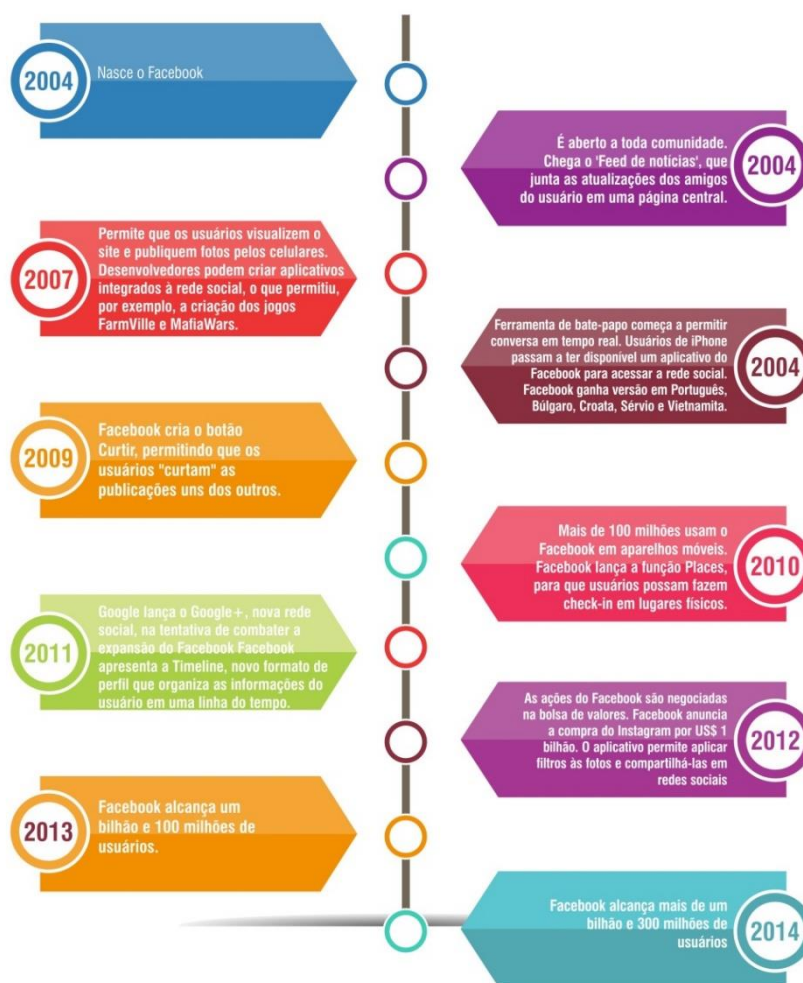 2004
Nasce o Facebook
É aberto a toda comunidade.
Chega o 'Feed de notícias', que
junta as atualizações dos amigos
do usuário em uma página central.
2004
2007
Permite que os usuários visualizem o
site e publiquem fotos pelos celulares.
Desenvolvedores podem criar aplicativos
integrados à rede social, o que permitiu,
por exemplo, a criação dos jogos
FarmVille e MafiaWars.
Ferramenta de bate-papo começa a permitir
conversa em tempo real. Usuários de iPhone
passam a ter disponível um aplicativo do
Facebook para acessar a rede social.
Facebook ganha versão em Português,
Búlgaro, Croata, Sérvio e Vietnamita.
2004
2009
Facebook cria o botão
Curtir, permitindo que os
usuários "curtam" as
publicações uns dos outros.
Mais de 100 milhões usam o
Facebook em aparelhos móveis.
Facebook lança a função Places,
para que usuários possam fazem
check-in em lugares físicos.
2010
2011
Google lança o Google+, nova rede
social, na tentativa de combater a
expansão do Facebook Facebook
apresenta a Timeline, novo formato de
perfil que organiza as informações do
usuário em uma linha do tempo.
As ações do Facebook são negociadas
na bolsa de valores. Facebook anuncia
a compra do Instagram por US$ 1
bilhão. O aplicativo permite aplicar
filtros às fotos e compartilhá-las em
redes sociais
2012
2013
Facebook alcança um
bilhão e 100 milhões de
usuários.
Facebook alcança mais de um
bilhão e 300 milhões de
usuários
2014